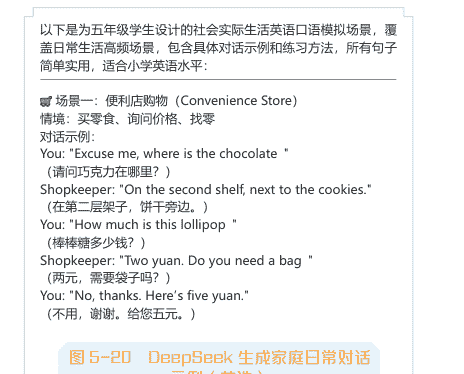 以下是为五年级学生设计的社会实际生活英语口语模拟场景，覆
盖日常生活高频场景，包含具体对话示例和练习方法，所有句子
简单实用，适合小学英语水平：
🛒 场景一：便利店购物（Convenience Store）
情境：买零食、询问价格、找零
对话示例：
You: "Excuse me, where is the chocolate "
（请问巧克力在哪里？）
Shopkeeper: "On the second shelf, next to the cookies."
（在第二层架子，饼干旁边。）
You: "How much is this lollipop "
（棒棒糖多少钱？）
Shopkeeper: "Two yuan. Do you need a bag "
（两元，需要袋子吗？）
You: "No, thanks. Here’s five yuan."
（不用，谢谢。给您五元。）
图 5-20 DeepSeek 生成家庭日常对话